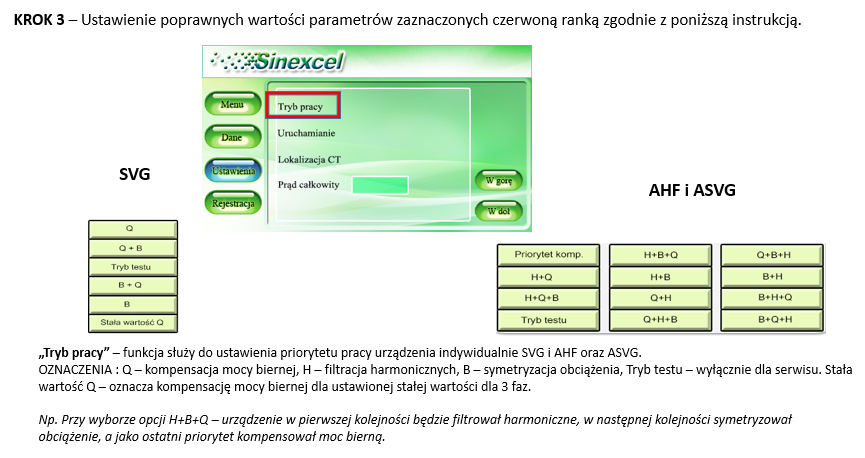 KROK 3 – Ustawienie poprawnych wartości parametrów zaznaczonych czerwoną ranką zgodnie z poniższą instrukcją.
Sinexcel
Menu
Dane
Ustawienia
Rejestracja
Tryb pracy
Uruchamianie
Lokalizacja CT
Prąd całkowity
W górę
W dół
SVG
Q
Q + B
Tryb testu
B + Q
B
Stała wartość Q
AHF i ASVG
Priorytet komp.
H+Q
H+Q+B
Tryb testu
H+B+Q
H+B
Q+H
Q+H+B
Q+B+H
B+H
B+H+Q
B+Q+H
„Tryb pracy” – funkcja służy do ustawienia priorytetu pracy urządzenia indywidualnie SVG i AHF oraz ASVG.
OZNACZENIA : Q – kompensacja mocy biernej, H – filtracja harmonicznych, B – symetryzacja obciążenia, Tryb testu – wyłącznie dla serwisu. Stała
wartość Q – oznacza kompensację mocy biernej dla ustawionej stałej wartości dla 3 faz.
Np. Przy wyborze opcji H+B+Q – urządzenie w pierwszej kolejności będzie filtrował harmoniczne, w następnej kolejności symetryzował
obciążenie, a jako ostatni priorytet kompensował moc bierną.